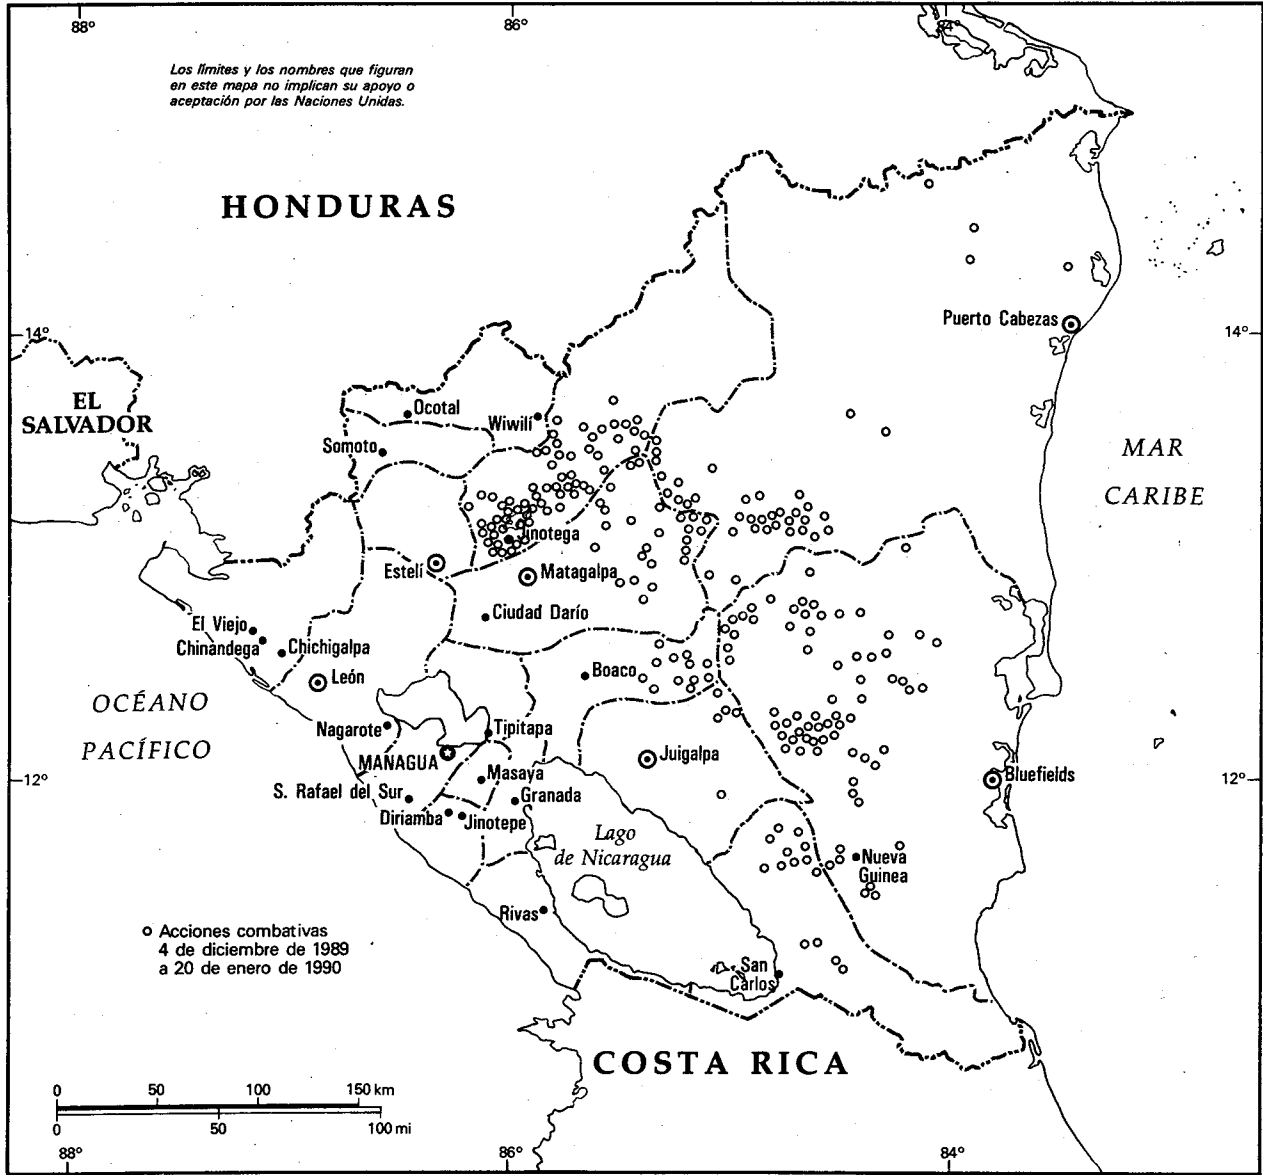 88°
86°
84°
Los límites y los nombres que figuran
en este mapa no implican su apoyo o
aceptación por las Naciones Unidas.
HONDURAS
Puerto Cabezas
14°
14°
EL
SALVADOR
Ocotal
Wiwilí
Somoto
MAR
CARIBE
Jinotega
Estelí
Matagalpa
Ciudad Darío
El Viejo
Chinandega
Chichigalpa
León
Boaco
OCÉANO
PACÍFICO
Nagarote
Tipitapa
MANAGUA
Juigalpa
Masaya
12°
12°
Bluefields
S. Rafael del Sur
Granada
Diriamba
Jinotepe
Lago
de Nicaragua
Nueva
Guinea
Rivas
Acciones combativas
4 de diciembre de 1989
a 20 de enero de 1990
San
Carlos
COSTA RICA
0 50 100 150 km
0 50 100 mi
88°
86°
84°